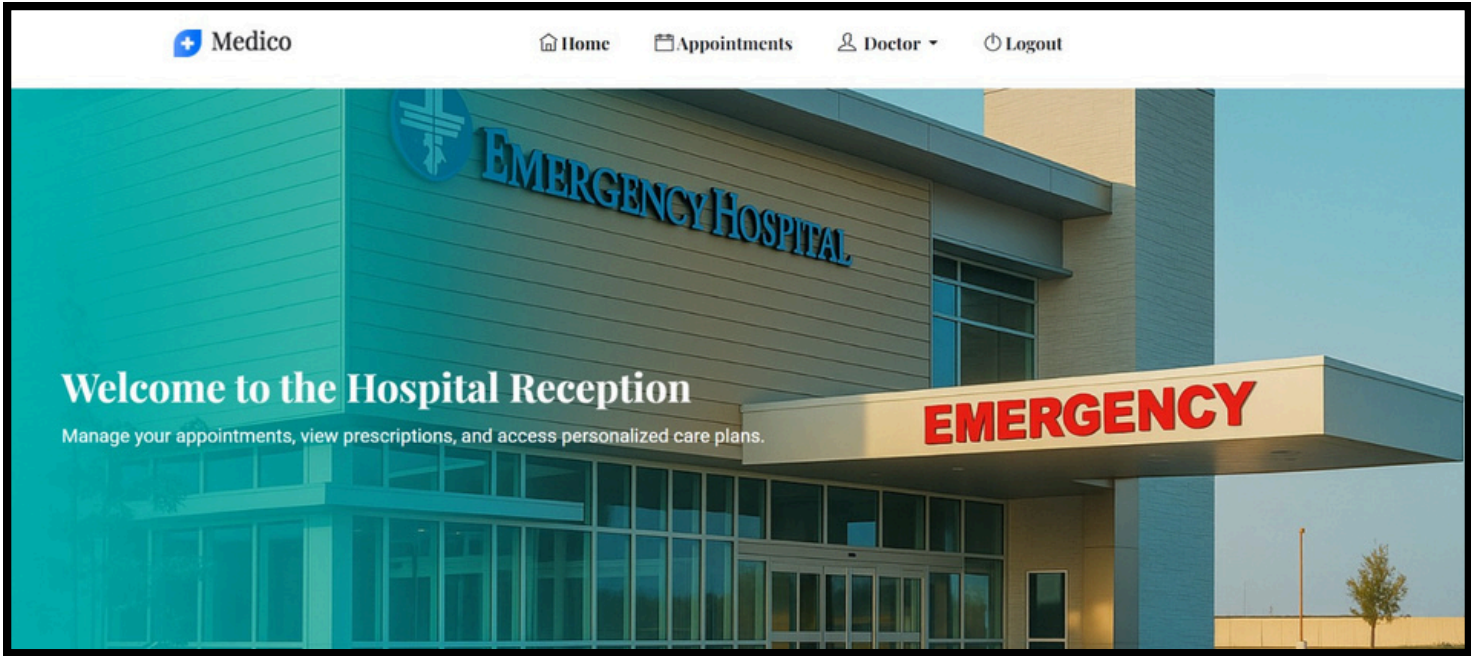 Medico
Home Appointments Doctor Logout
EMERGENCY HOSPITAL
Welcome to the Hospital Reception
Manage your appointments, view prescriptions, and access personalized care plans.
EMERGENCY